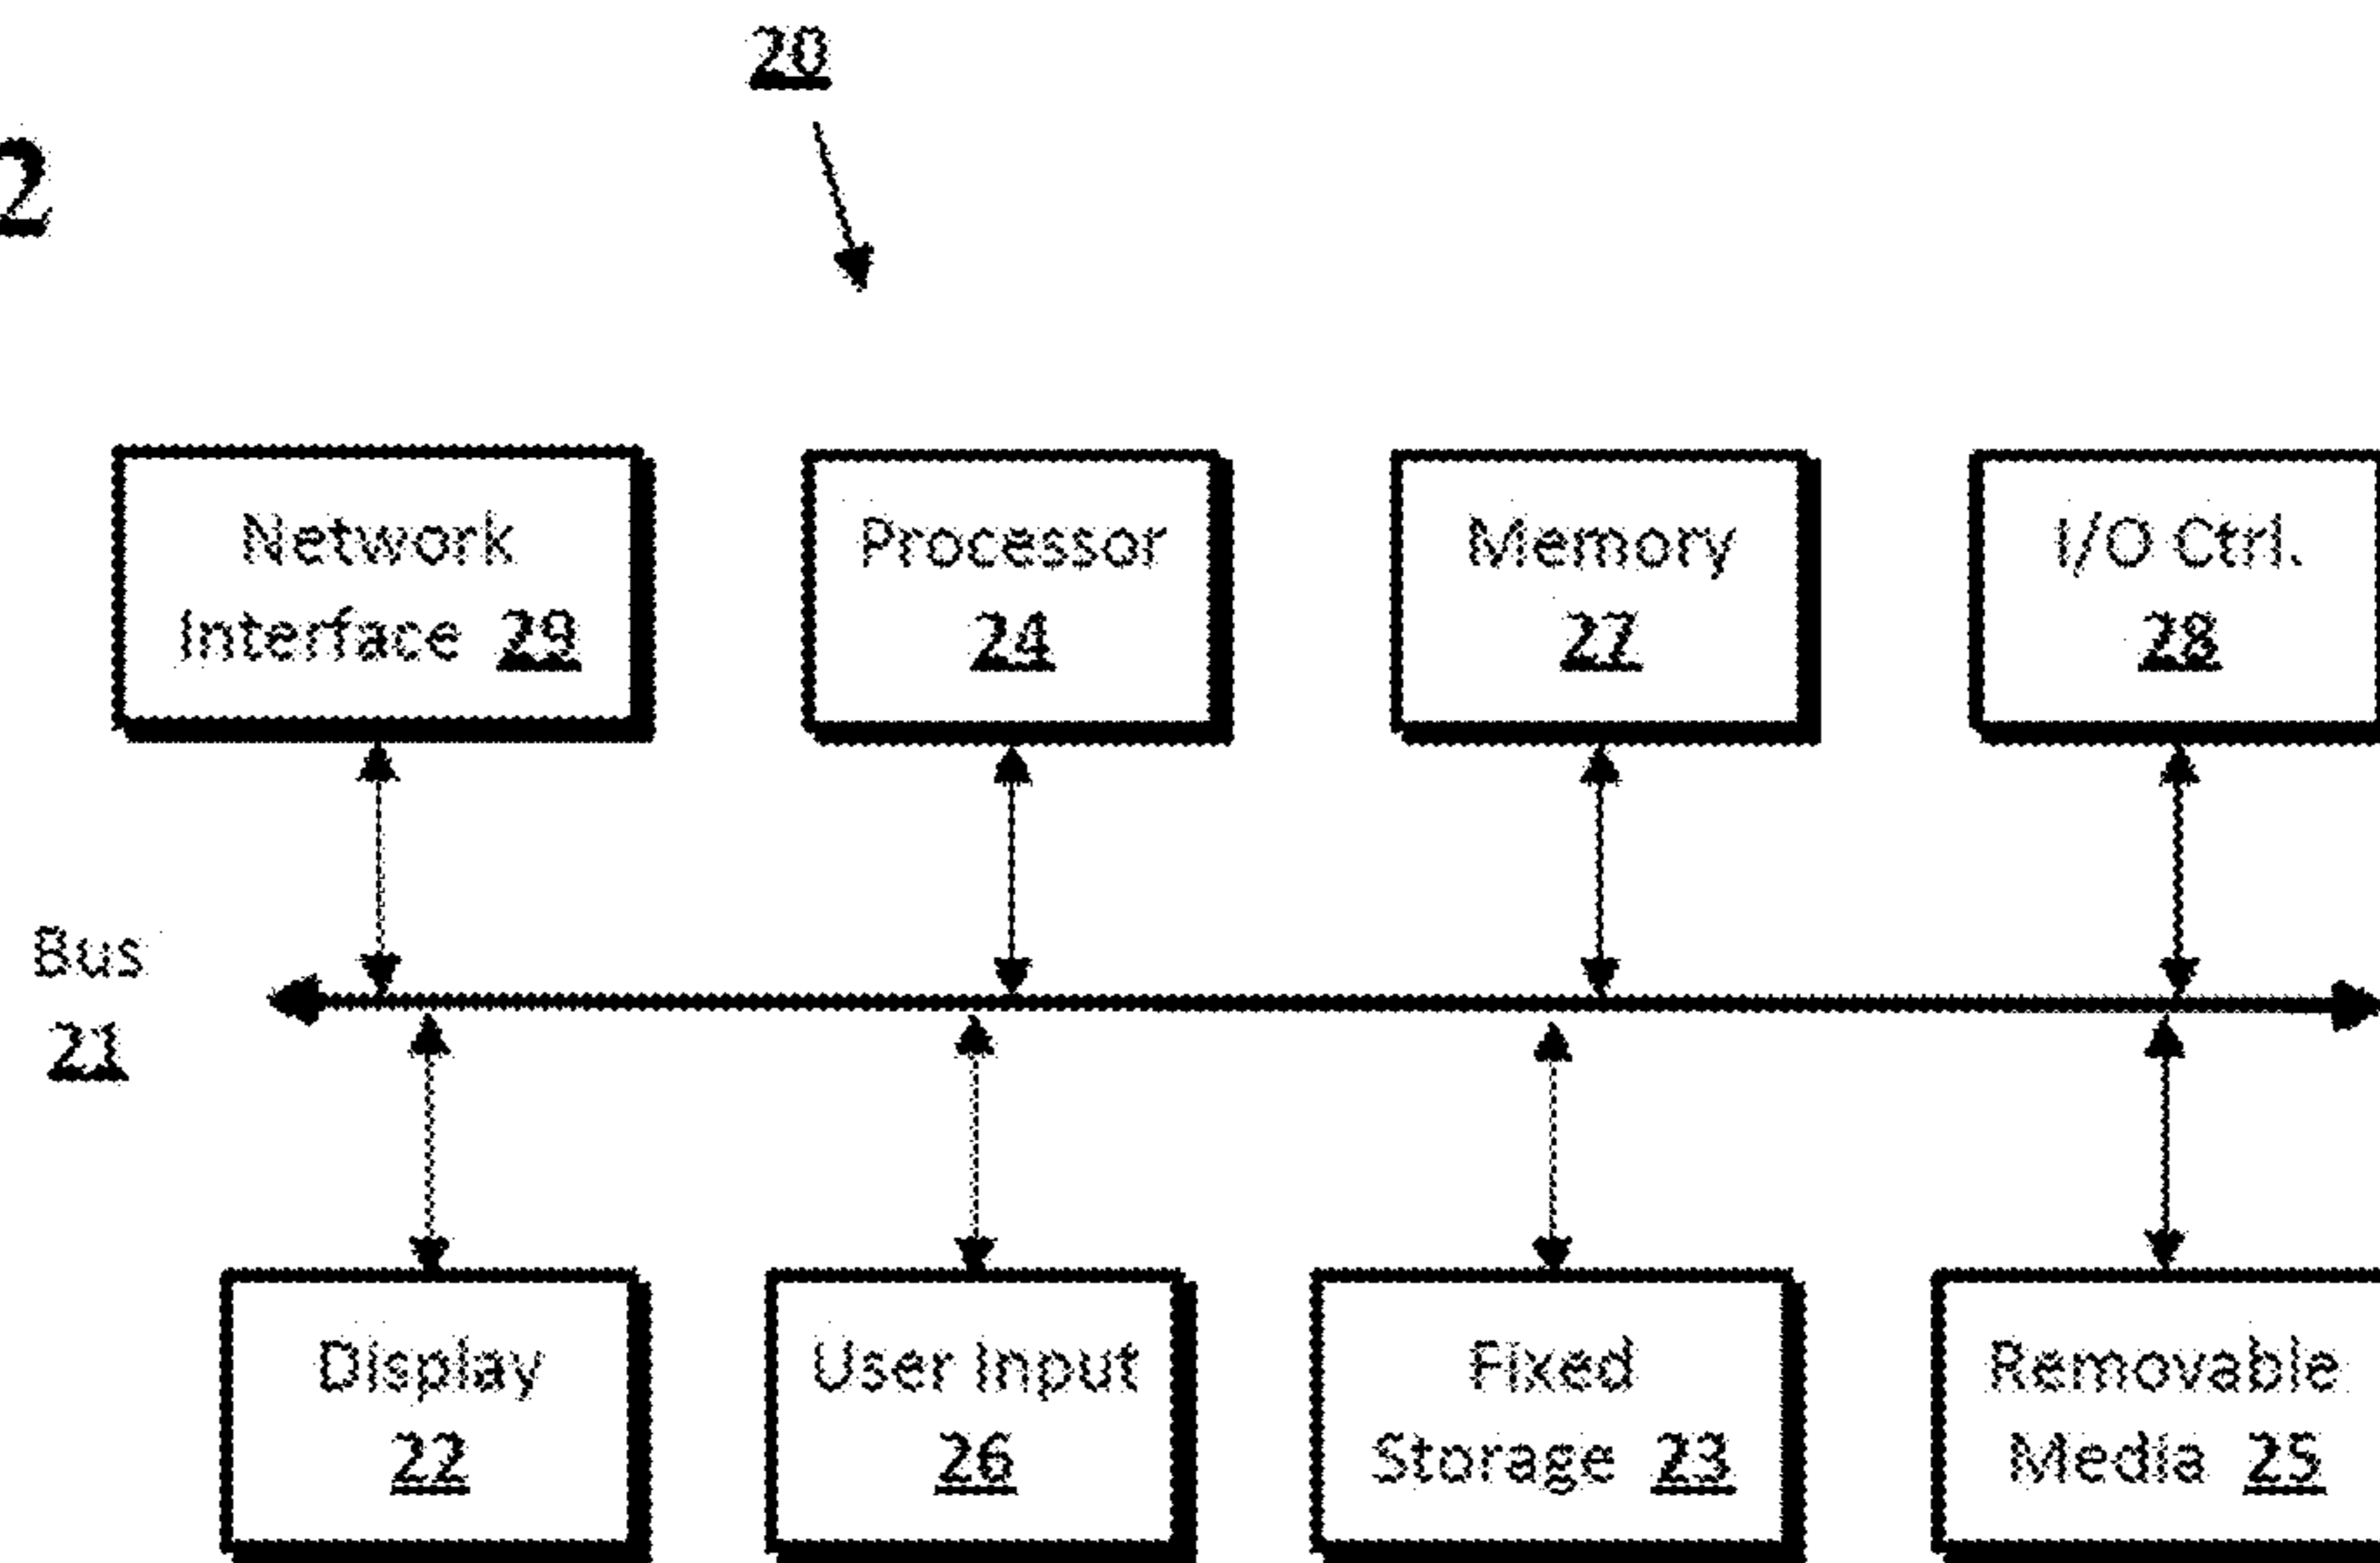 20
2
Network
Interface 29
Processor
24
Memory
27
I/O Ctrl.
28
Bus
21
Display
22
User Input
26
Fixed
Storage 23
Removable
Media 25